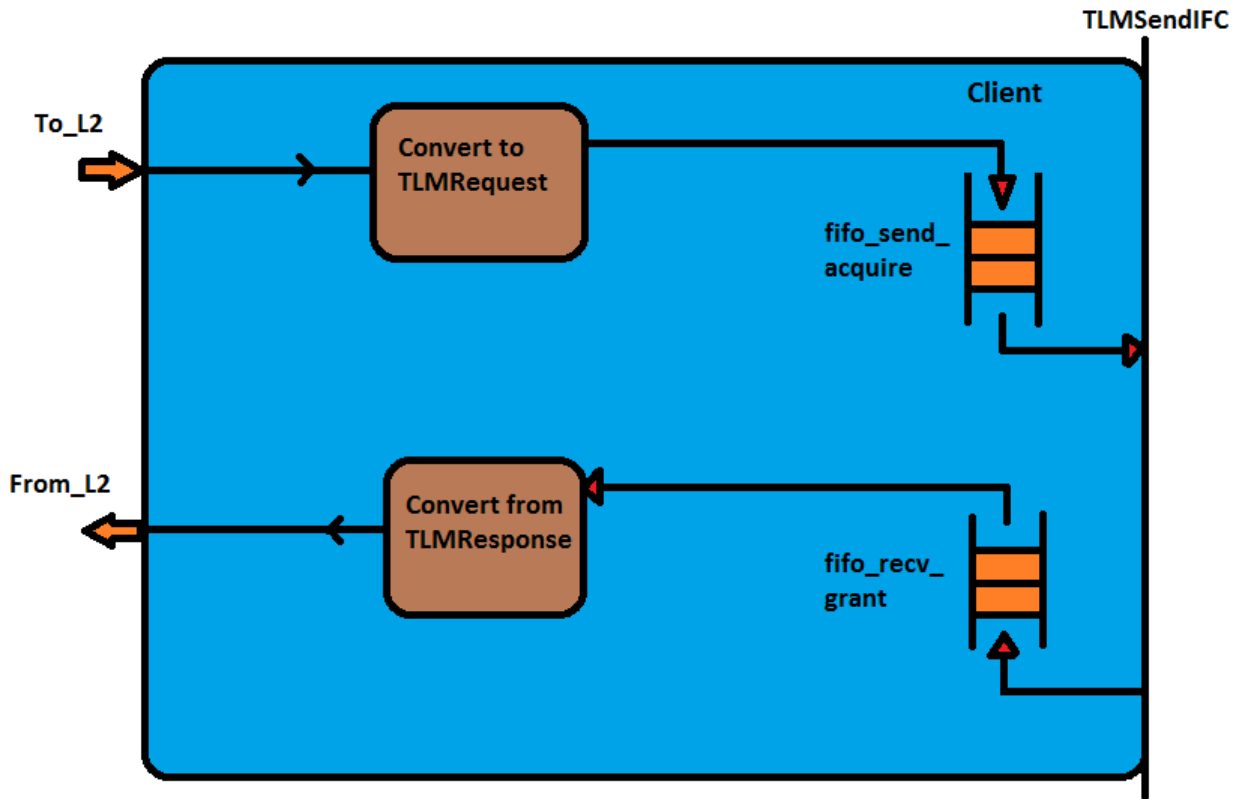 TLMSendIFC
Client
To_L2
Convert to
TLMRequest
fifo_send_
acquire
From_L2
Convert from
TLMResponse
fifo_recv_
grant